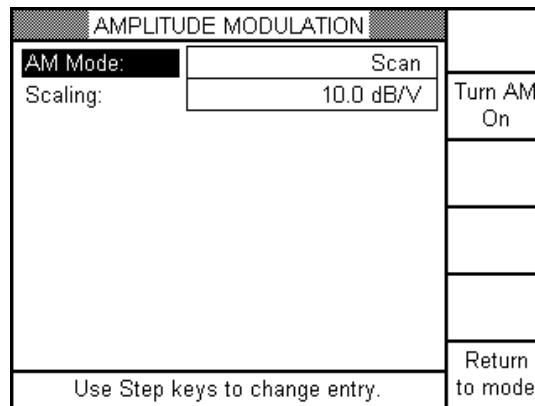 AMPLITUDE MODULATION
AM Mode: Scan
Scaling: 10.0 dB/V
Turn AM
On
Return
to mode
Use Step keys to change entry.